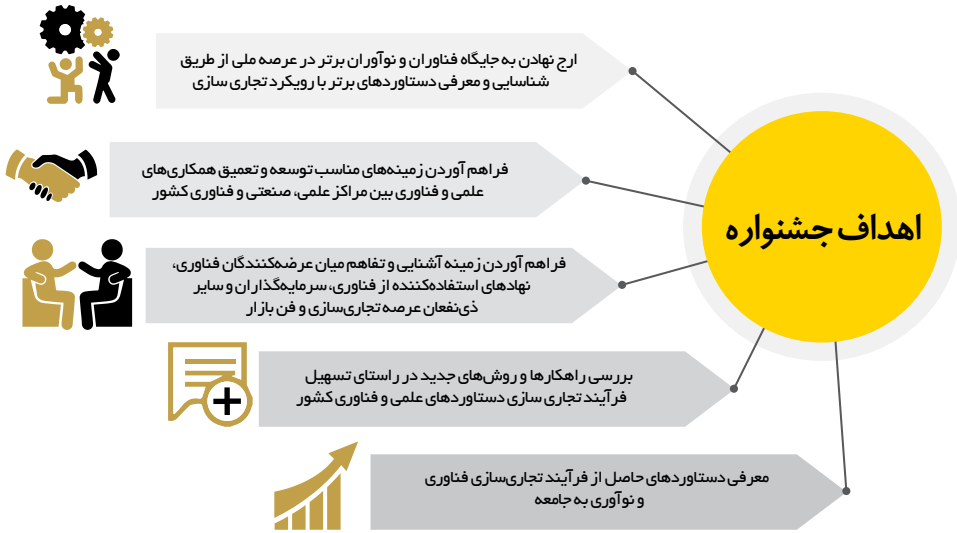 اهداف جشنواره
ارج نهادن به جایگاه فناوران و نوآوران برتر در عرصه ملی از طریق
شناسایی و معرفی دستاوردهای برتر با رویکرد تجاری سازی
فراهم آوردن زمینه‌های مناسب توسعه و تعمیق همکاری‌های
علمی و فناوری بین مراکز علمی، صنعتی و فناوری کشور
فراهم آوردن زمینه آشنایی و تفاهم میان عرضه‌کنندگان فناوری،
نهادهای استفاده‌کننده از فناوری، سرمایه‌گذاران و سایر
ذی‌نفعان عرصه تجاری‌سازی و فن بازار
بررسی راهکارها و روش‌های جدید در راستای تسهیل
فرآیند تجاری سازی دستاوردهای علمی و فناوری کشور
معرفی دستاوردهای حاصل از فرآیند تجاری‌سازی فناوری
و نوآوری به جامعه